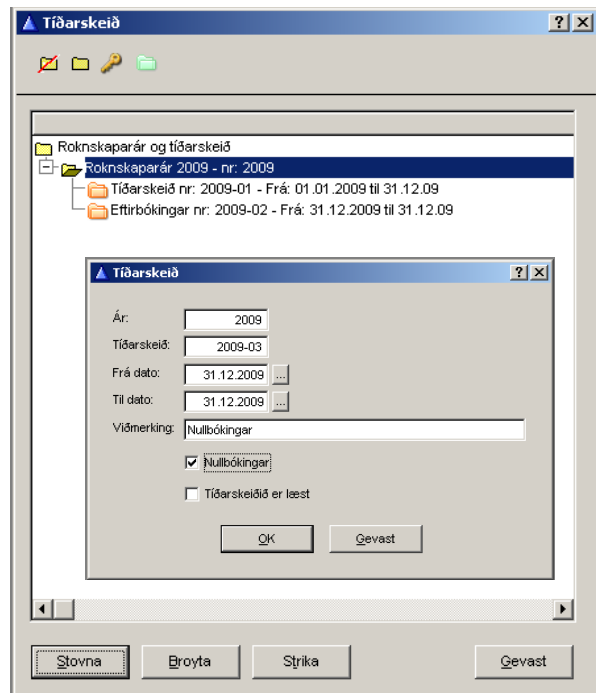 Tíðarskeið
Roknskaparár og tíðarskeið
Roknskaparár 2009 - nr: 2009
Tíðarskeið nr: 2009-01 - Frá: 01.01.2009 til 31.12.09
Eftirbókingar nr: 2009-02 - Frá: 31.12.2009 til 31.12.09
Tíðarskeið
Ár: 2009
Tíðarskeið: 2009-03
Frá dato: 31.12.2009 ...
Til dato: 31.12.2009 ...
Viðmerking: Nullbókingar
Nullbókingar
Tíðarskeiðið er læst
OK Gevast
Stovna Broyta Strika Gevast